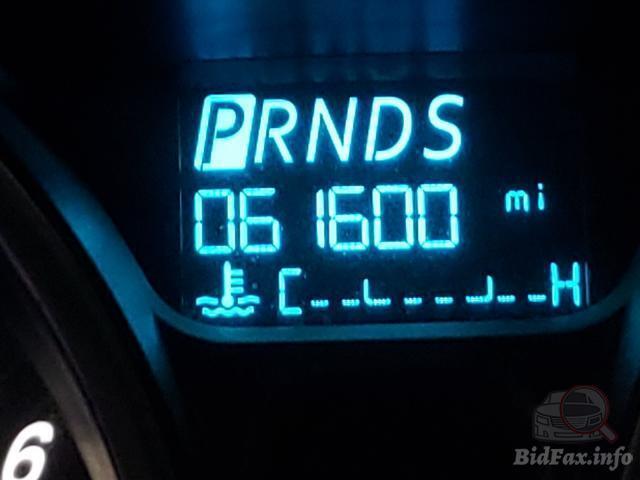 PRNDS
061600 mi
C H
6
BidFax.info